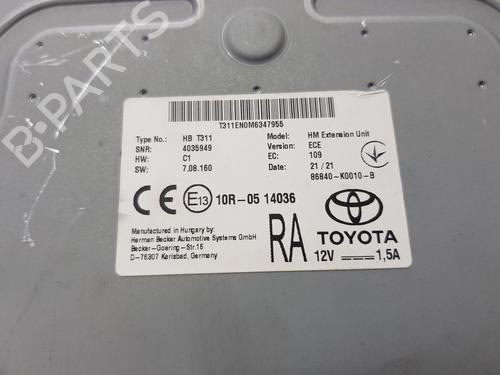 B-PARTS
T311EN0M6347955
Type No.: HB T311 Model: HM Extension Unit
SNR: 4035949 Version: ECE
HW: C1 EC: 109
SW: 7.08.160 21 / 21
86840-K0010-B
CE E13 10R-05 14036
Manufactured in Hungary by:
Harman Becker Automotive Systems GmbH
Becker-Goering-Str.16
D-76307 Karlsbad, Germany
RA
TOYOTA
12V 1,5A